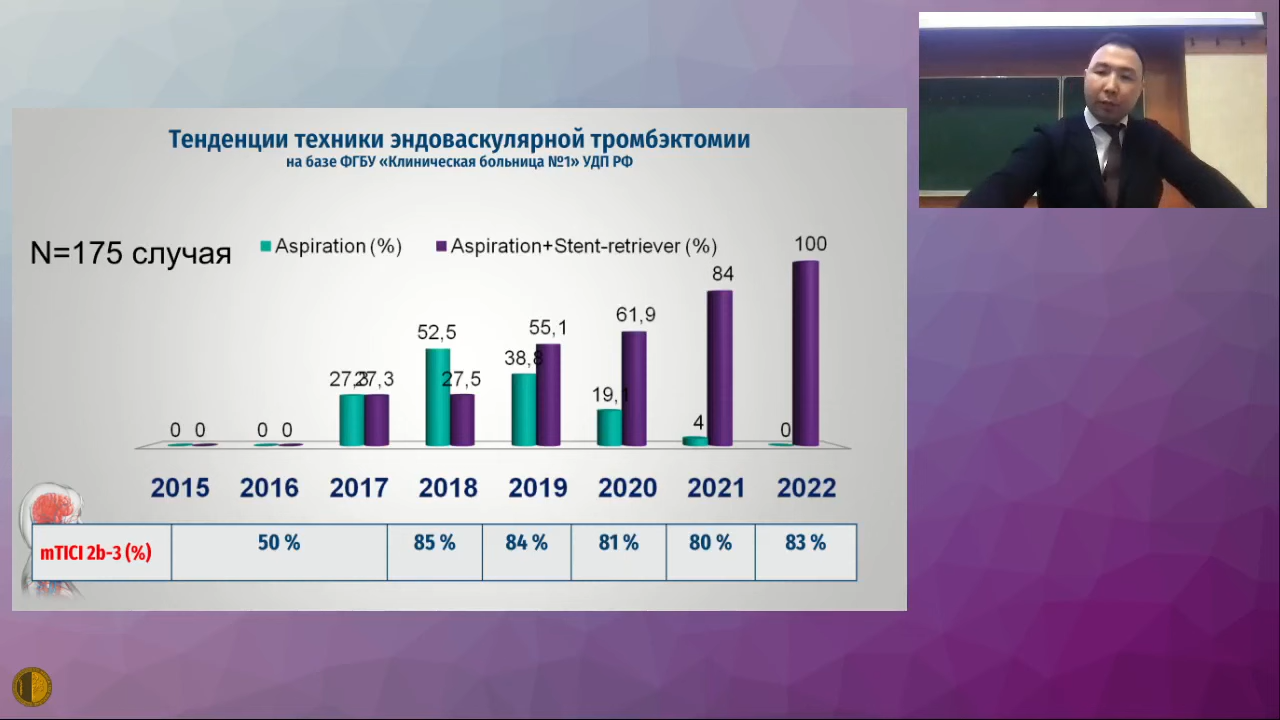 Тенденции техники эндоваскулярной тромбэктомии
на базе ФГБУ «Клиническая больница №1» УДП РФ
N=175 случая
Aspiration (%) Aspiration+Stent-retriever (%)
0 0 0 0 27,3 27,3 52,5 27,5 38,8 55,1 19,1 61,9 4 84 0 100
2015 2016 2017 2018 2019 2020 2021 2022
mTICI 2b-3 (%) 50 % 85 % 84 % 81 % 80 % 83 %